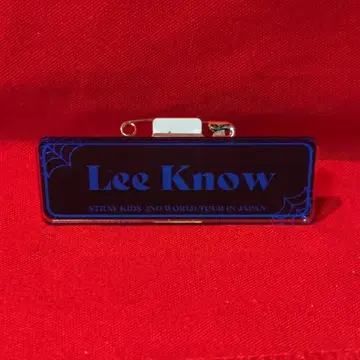 Lee Know
STRAY KIDS 2ND WORLD TOUR IN JAPAN